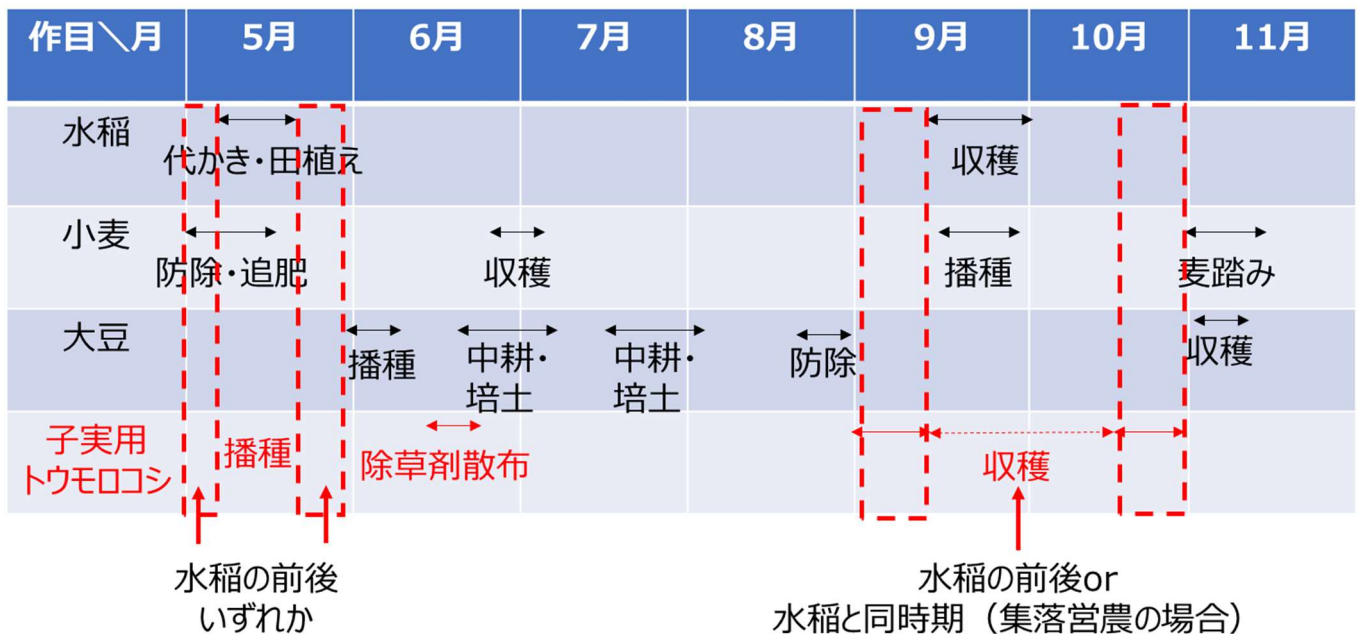 作目＼月 5月 6月 7月 8月 9月 10月 11月
水稲
代かき・田植え
収穫
小麦
防除・追肥
収穫
播種
麦踏み
大豆
播種
中耕・
培土
中耕・
培土
防除
収穫
子実用
トウモロコシ
播種
除草剤散布
収穫
水稲の前後
いずれか
水稲の前後or
水稲と同時期（集落営農の場合）